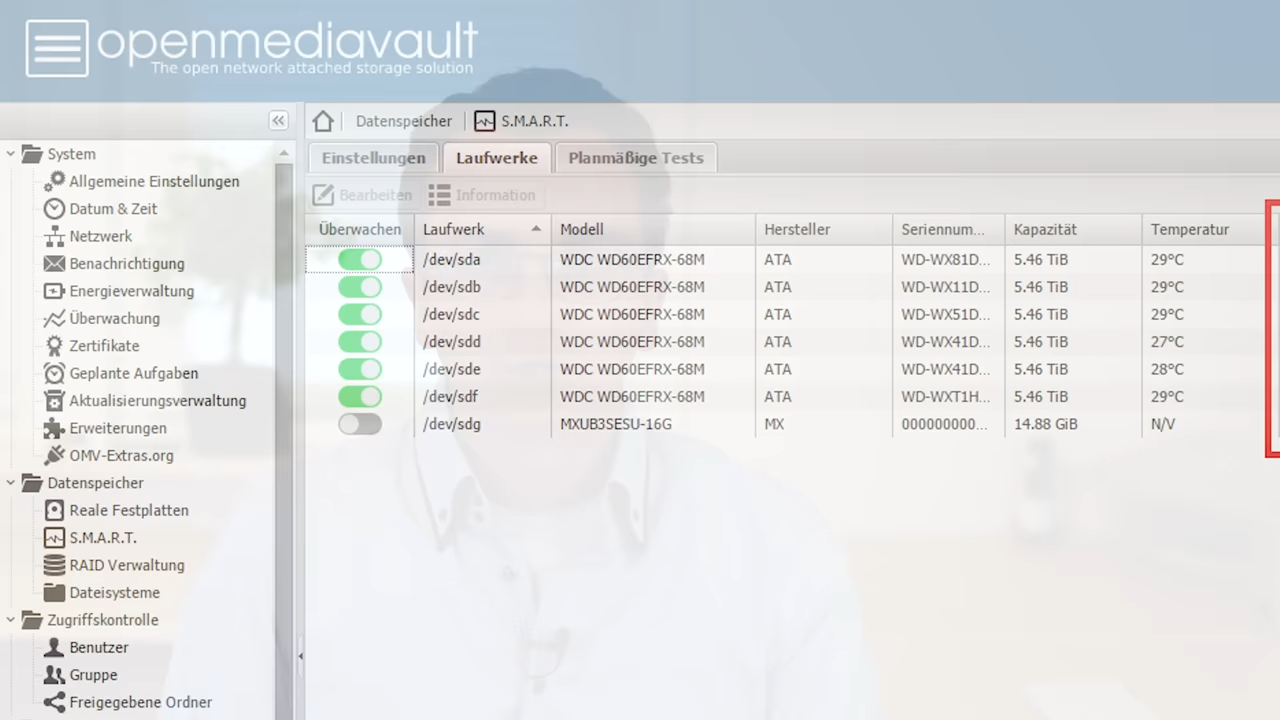 openmediavault
The open network attached storage solution
Datenspeicher S.M.A.R.T.
System
Einstellungen Laufwerke Planmäßige Tests
Allgemeine Einstellungen
Bearbeiten Information
Datum & Zeit
Überwachen Laufwerk Modell Hersteller Seriennum... Kapazität Temperatur
Netzwerk
/dev/sda WDC WD60EFRX-68M ATA WD-WX81D... 5.46 TiB 29°C
Benachrichtigung
/dev/sdb WDC WD60EFRX-68M ATA WD-WX11D... 5.46 TiB 29°C
Energieverwaltung
/dev/sdc WDC WD60EFRX-68M ATA WD-WX51D... 5.46 TiB 29°C
Überwachung
/dev/sdd WDC WD60EFRX-68M ATA WD-WX41D... 5.46 TiB 27°C
Zertifikate
/dev/sde WDC WD60EFRX-68M ATA WD-WX41D... 5.46 TiB 28°C
Geplante Aufgaben
/dev/sdf WDC WD60EFRX-68M ATA WD-WXT1H... 5.46 TiB 29°C
Aktualisierungsverwaltung
/dev/sdg MXUB3SESU-16G MX 000000000... 14.88 GiB N/V
Erweiterungen
OMV-Extras.org
Datenspeicher
Reale Festplatten
S.M.A.R.T.
RAID Verwaltung
Dateisysteme
Zugriffskontrolle
Benutzer
Gruppe
Freigegebene Ordner